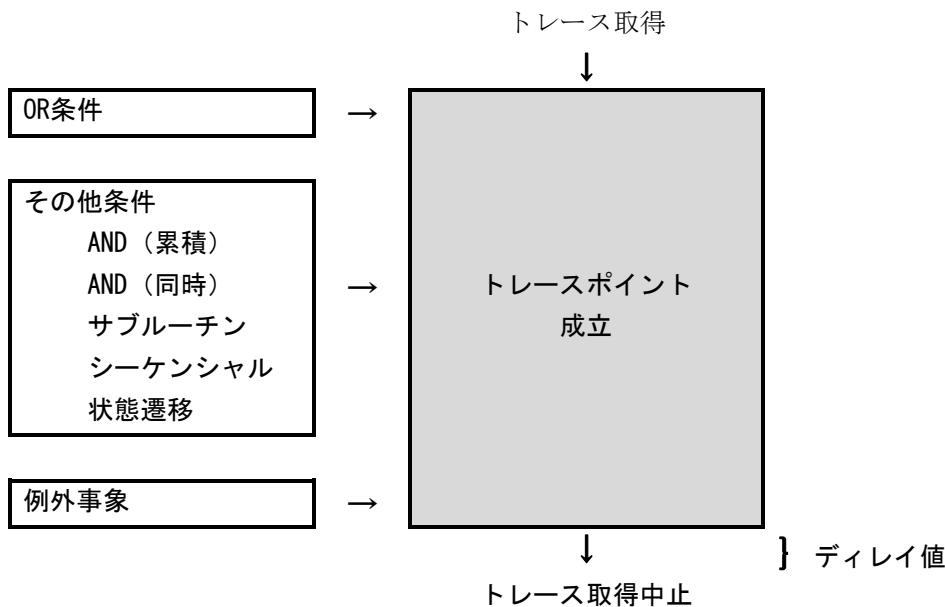 トレース取得
↓
OR条件 →
その他条件
AND（累積）
AND（同時） →
サブルーチン
シーケンシャル
状態遷移
トレースポイント
成立
例外事象 →
↓ } ディレイ値
トレース取得中止